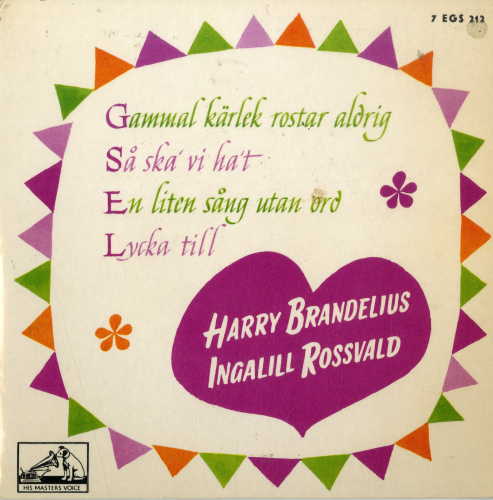 7 EGS 212
Gammal kärlek rostar aldrig
Så ska' vi ha't
En liten sång utan ord
Lycka till
HARRY BRANDELIUS
INGALILL ROSSVALD
HIS MASTERS VOICE